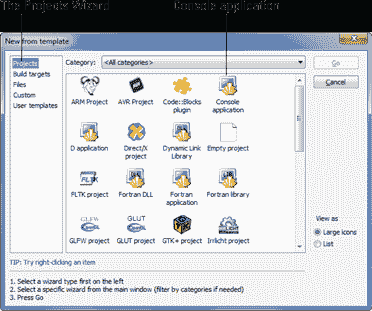 The Projects Wizard
Console application
New from template
Projects
Build targets
Files
Custom
User templates
Category: <All categories>
Go
Cancel
ARM Project
AVR Project
Code::Blocks plugin
Console application
D application
Direct/X project
Dynamic Link Library
Empty project
FLTK project
Fortran DLL
Fortran application
Fortran library
GLFW project
GLUT project
GTK+ project
Irrlicht project
View as
Large icons
List
TIP: Try right-clicking an item
1. Select a wizard type first on the left
2. Select a specific wizard from the main window (filter by categories if needed)
3. Press Go